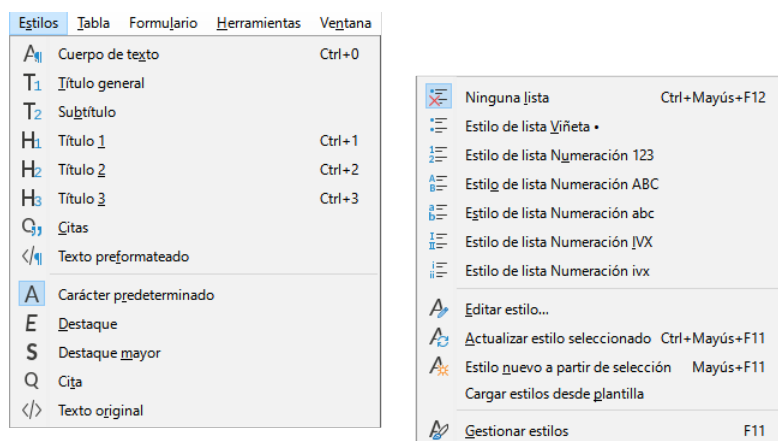 Estilos Tabla Formulario Herramientas Ventana
Cuerpo de texto Ctrl+0
Título general
Subtítulo
Título 1 Ctrl+1
Título 2 Ctrl+2
Título 3 Ctrl+3
Citas
Texto preformateado
Carácter predeterminado
Destaque
Destaque mayor
Cita
Texto original
Ninguna lista Ctrl+Mayús+F12
Estilo de lista Viñeta •
Estilo de lista Numeración 123
Estilo de lista Numeración ABC
Estilo de lista Numeración abc
Estilo de lista Numeración IVX
Estilo de lista Numeración ivx
Editar estilo...
Actualizar estilo seleccionado Ctrl+Mayús+F11
Estilo nuevo a partir de selección Mayús+F11
Cargar estilos desde plantilla
Gestionar estilos F11